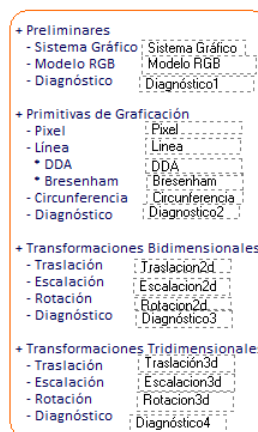 + Preliminares
- Sistema Gráfico Sistema Gráfico
- Modelo RGB Modelo RGB
- Diagnóstico Diagnóstico1
+ Primitivas de Graficación
- Pixel Pixel
- Línea Linea
* DDA DDA
* Bresenham Bresenham
- Circunferencia Circunferencia
- Diagnóstico Diagnostico2
+ Transformaciones Bidimensionales
- Traslación Traslacion2d
- Escalación Escalacion2d
- Rotación Rotacion2d
- Diagnóstico Diagnóstico3
+ Transformaciones Tridimensionales
- Traslación Traslación3d
- Escalación Escalacion3d
- Rotación Rotacion3d
- Diagnóstico Diagnóstico4